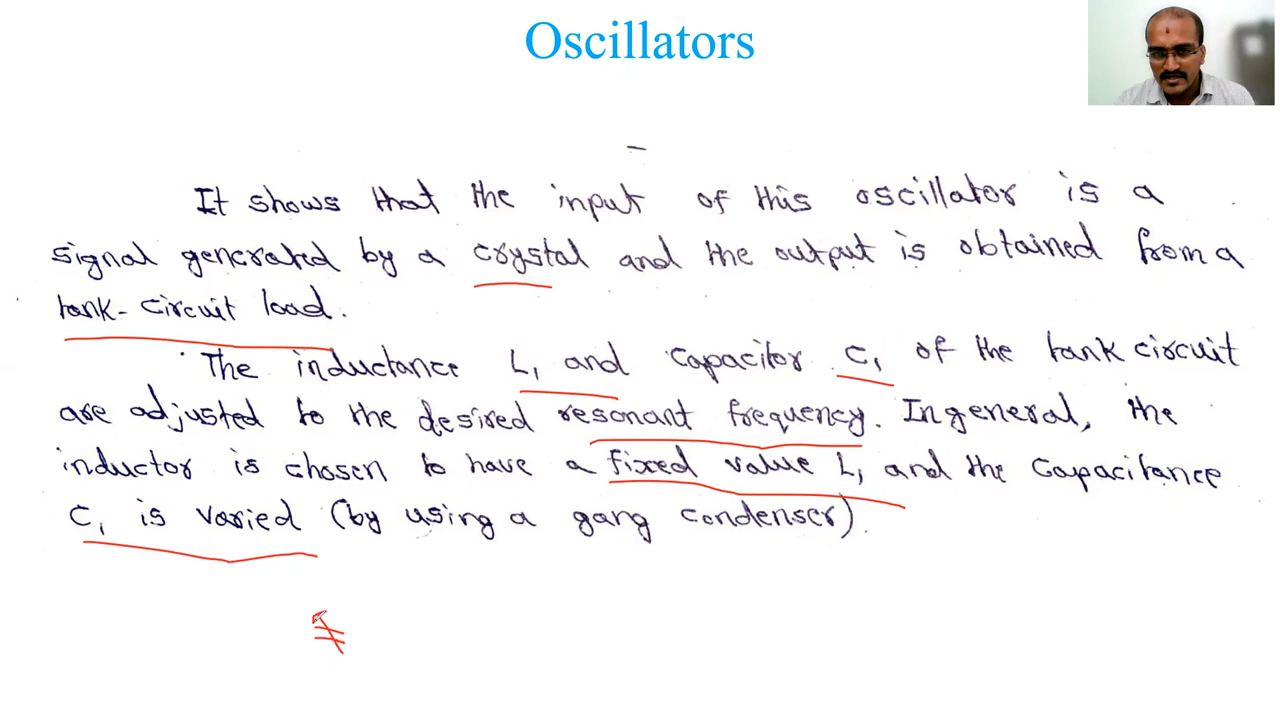 Oscillators
It shows that the input of this oscillator is a
signal generated by a crystal and the output is obtained from a
tank-circuit load.
The inductance L1 and capacitor C1 of the tank circuit
are adjusted to the desired resonant frequency. In general, the
inductor is chosen to have a fixed value L1 and the capacitance
C1 is varied (by using a gang condenser).